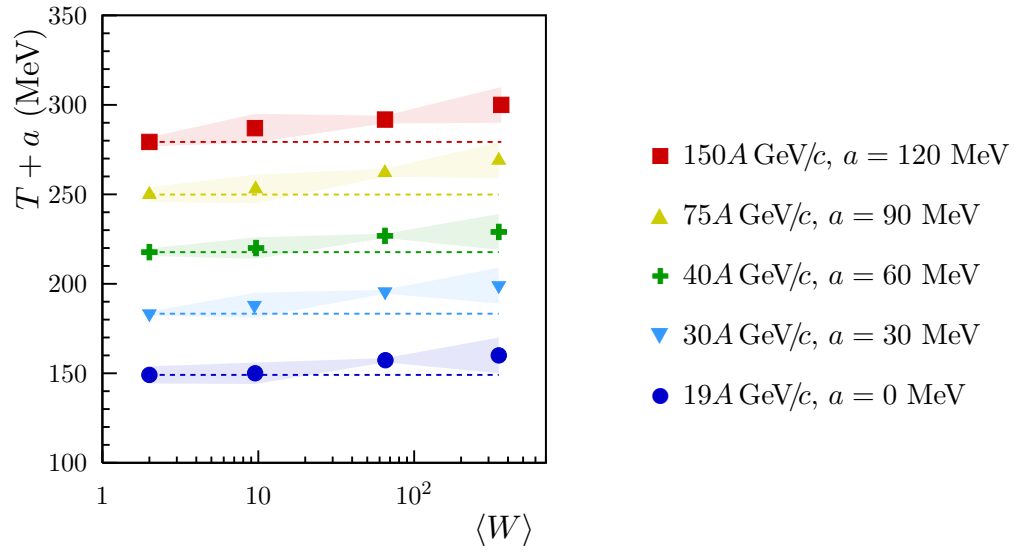 350
300
250
200
150
100
T + a (MeV)
1
10
10²
⟨W⟩
150A GeV/c, a = 120 MeV
75A GeV/c, a = 90 MeV
40A GeV/c, a = 60 MeV
30A GeV/c, a = 30 MeV
19A GeV/c, a = 0 MeV